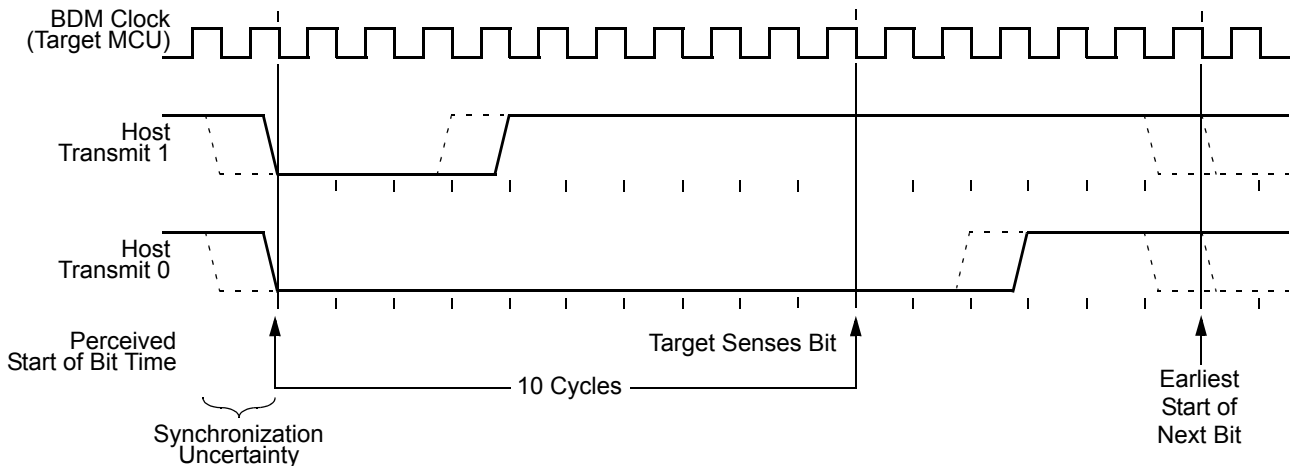 BDM Clock
(Target MCU)
Host
Transmit 1
Host
Transmit 0
Perceived
Start of Bit Time
Target Senses Bit
10 Cycles
Earliest
Start of
Next Bit
Synchronization
Uncertainty